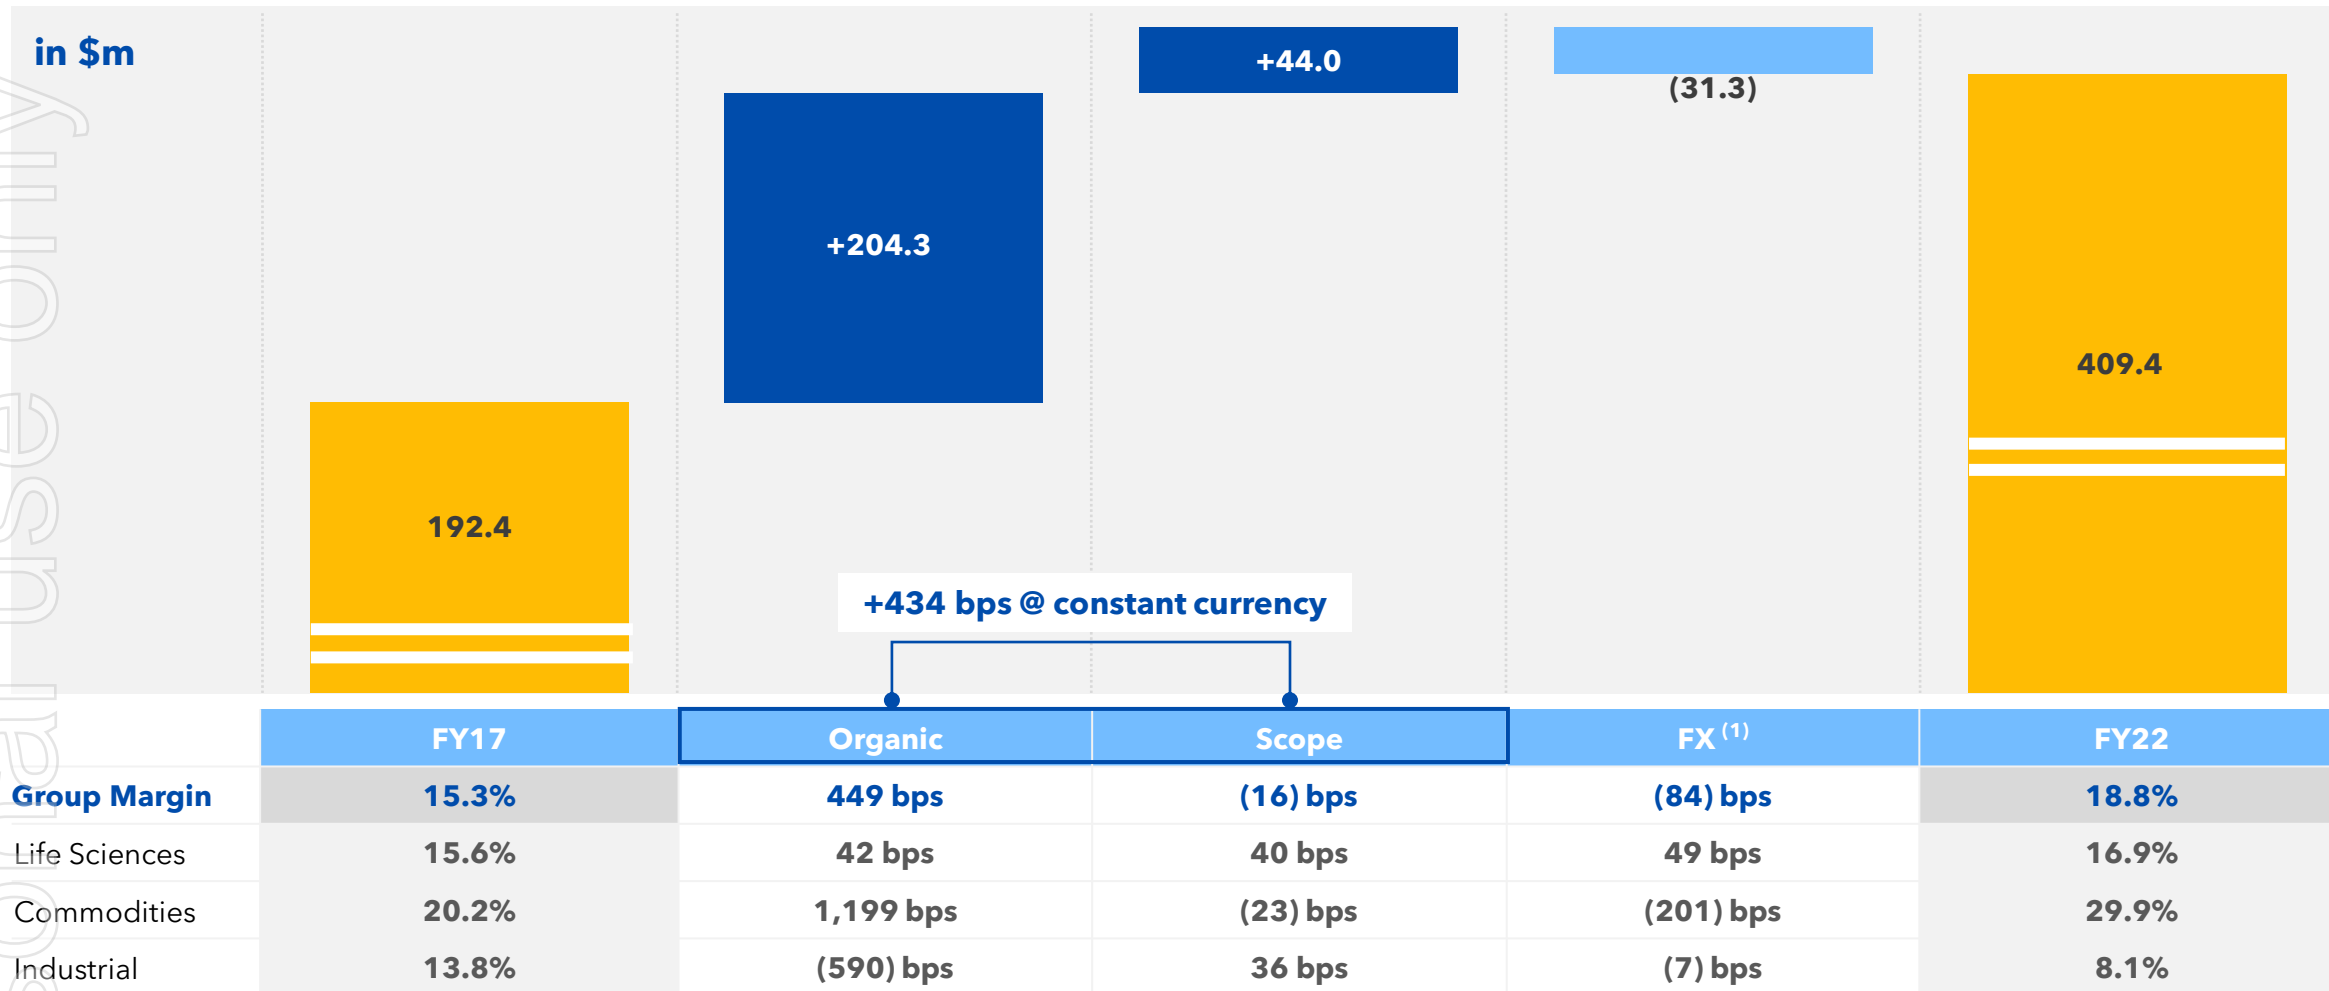 in $m
+44.0
(31.3)
+204.3
409.4
192.4
+434 bps @ constant currency
FY17 Organic Scope FX (1) FY22
Group Margin 15.3% 449 bps (16) bps (84) bps 18.8%
Life Sciences 15.6% 42 bps 40 bps 49 bps 16.9%
Commodities 20.2% 1,199 bps (23) bps (201) bps 29.9%
Industrial 13.8% (590) bps 36 bps (7) bps 8.1%
use only